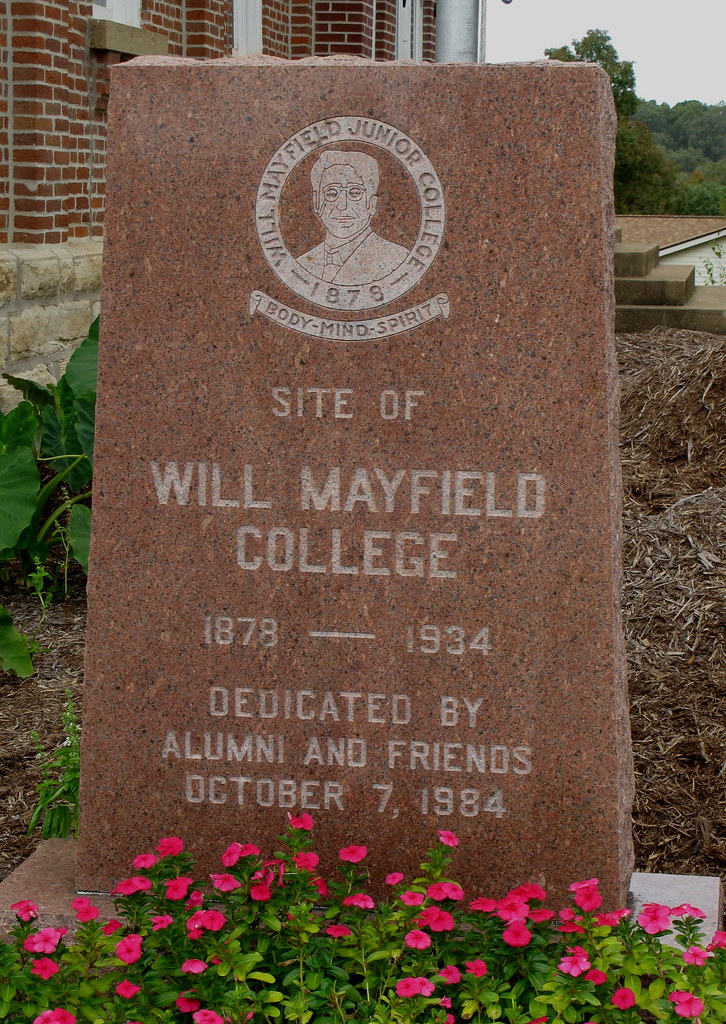 WILL MAYFIELD JUNIOR COLLEGE
1878
BODY-MIND-SPIRIT
SITE OF
WILL MAYFIELD
COLLEGE
1878 — 1934
DEDICATED BY
ALUMNI AND FRIENDS
OCTOBER 7, 1984